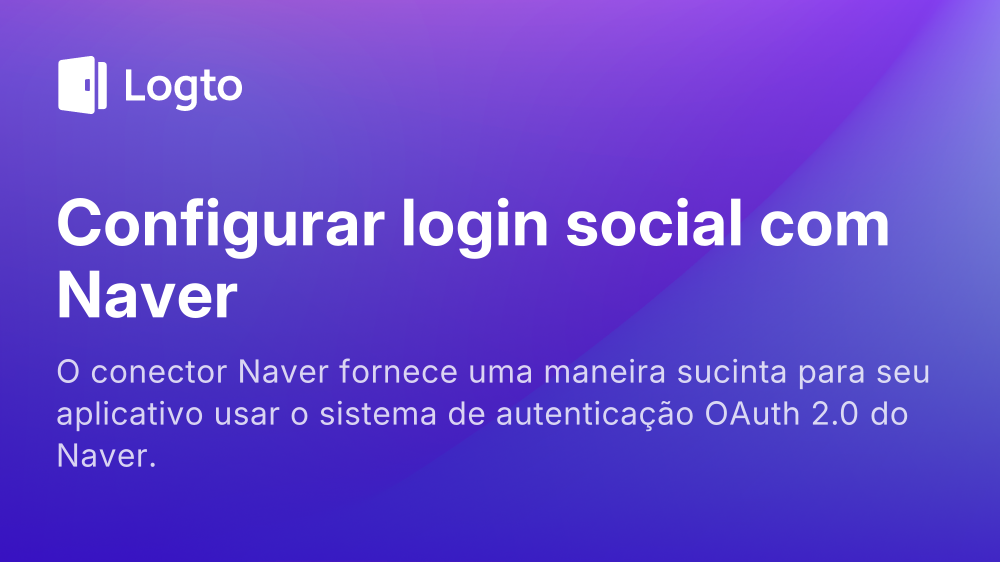 Logto
Configurar login social com
Naver
O conector Naver fornece uma maneira sucinta para seu
aplicativo usar o sistema de autenticação OAuth 2.0 do
Naver.